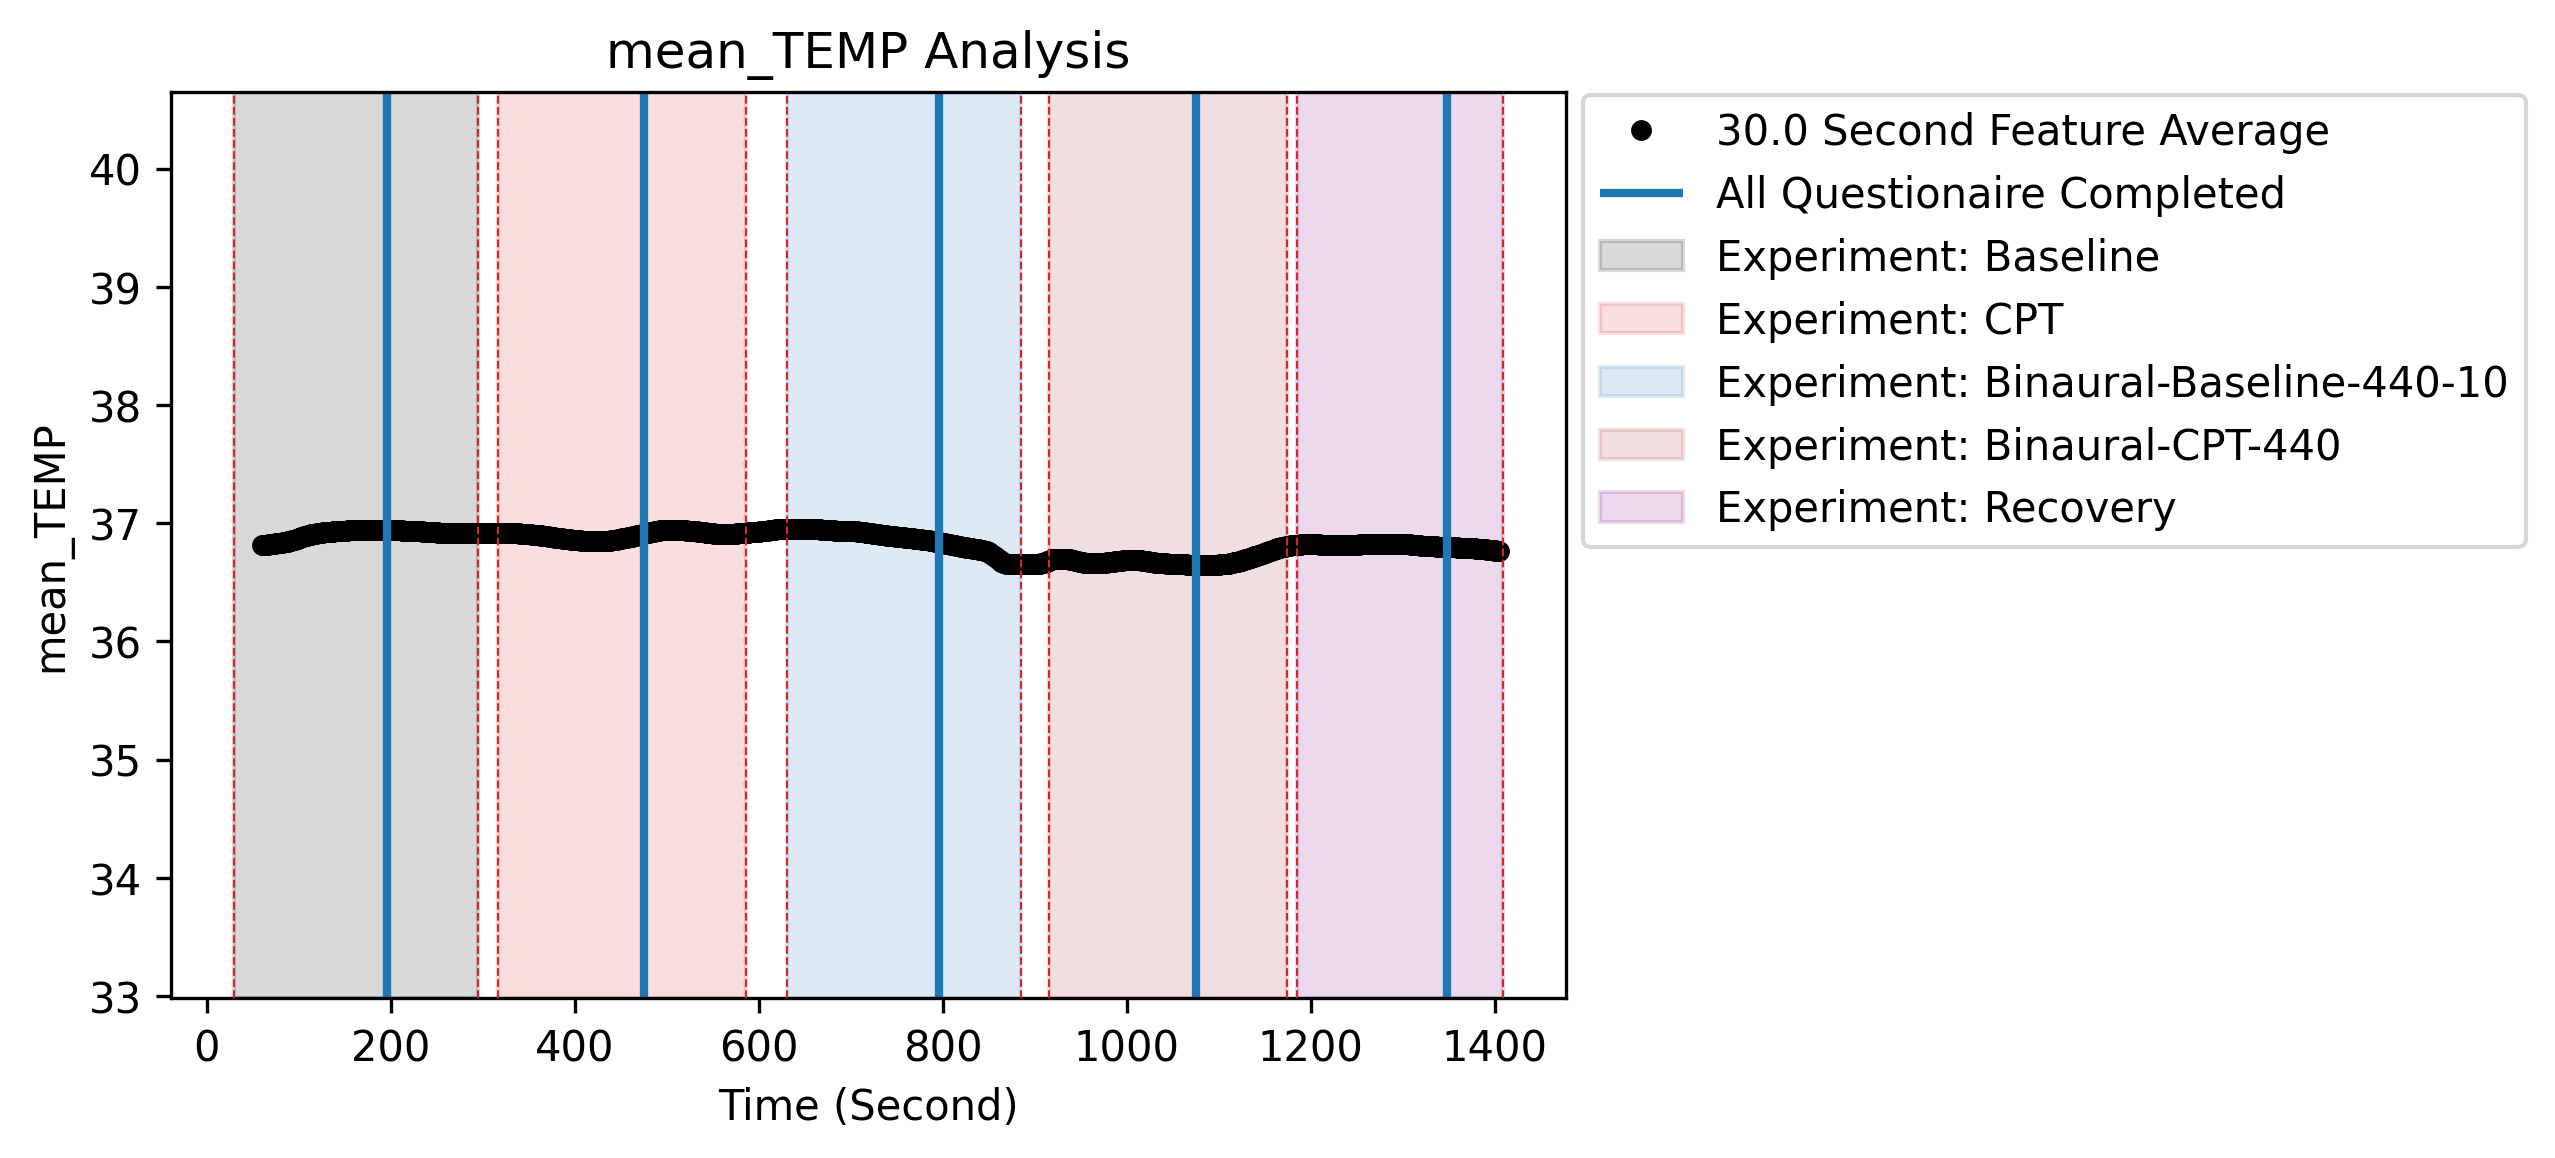 mean_TEMP Analysis
40
39
38
37
36
35
34
33
mean_TEMP
0 200 400 600 800 1000 1200 1400
Time (Second)
30.0 Second Feature Average
All Questionaire Completed
Experiment: Baseline
Experiment: CPT
Experiment: Binaural-Baseline-440-10
Experiment: Binaural-CPT-440
Experiment: Recovery